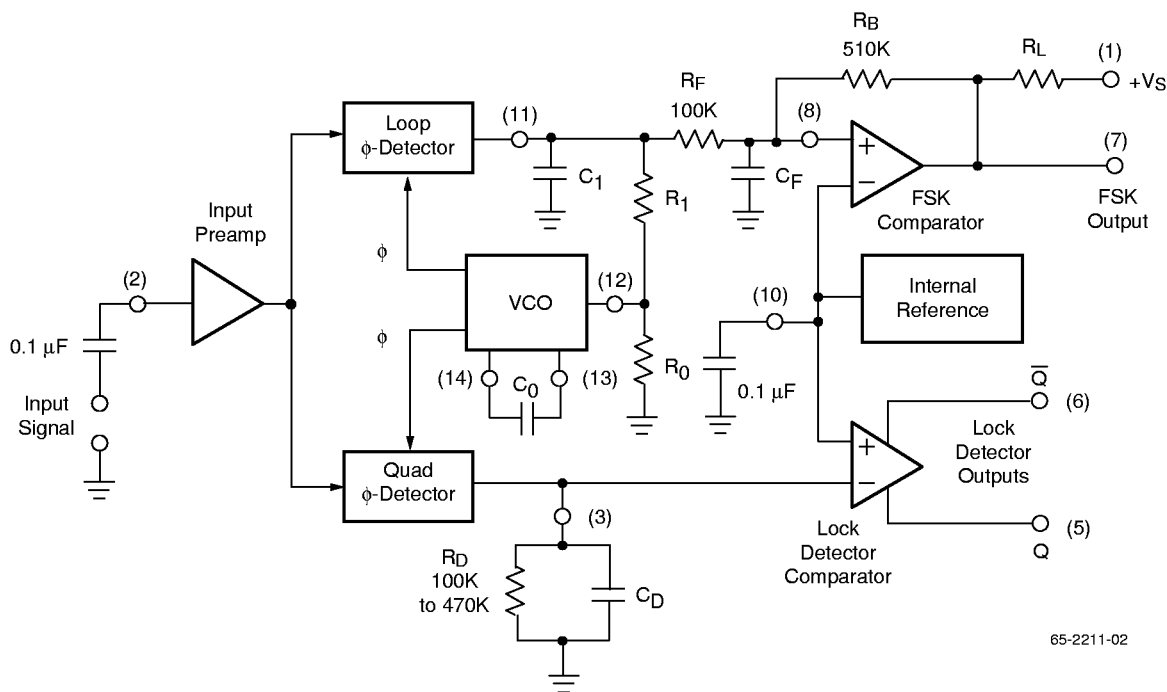 R_B
510K
R_L
(1)
+V_S
R_F
100K
(11)
(8)
Loop
ϕ-Detector
C_1
C_F
+
−
(7)
FSK
Output
FSK
Comparator
R_1
Input
Preamp
ϕ
(2)
VCO
(12)
(10)
Internal
Reference
0.1 µF
ϕ
R_0
0.1 µF
(14)
C_0
(13)
Input
Signal
Q̅
(6)
Lock
Detector
Outputs
+
−
Quad
ϕ-Detector
(3)
(5)
Q
Lock
Detector
Comparator
R_D
100K
to 470K
C_D
65-2211-02